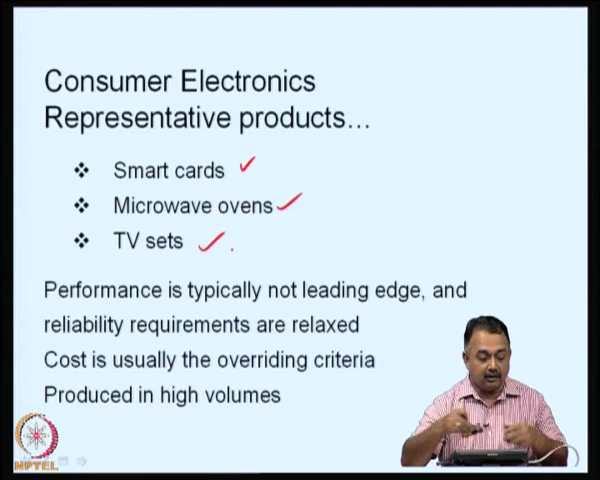 Consumer Electronics
Representative products...
Smart cards
Microwave ovens
TV sets
Performance is typically not leading edge, and
reliability requirements are relaxed
Cost is usually the overriding criteria
Produced in high volumes
NPTEL